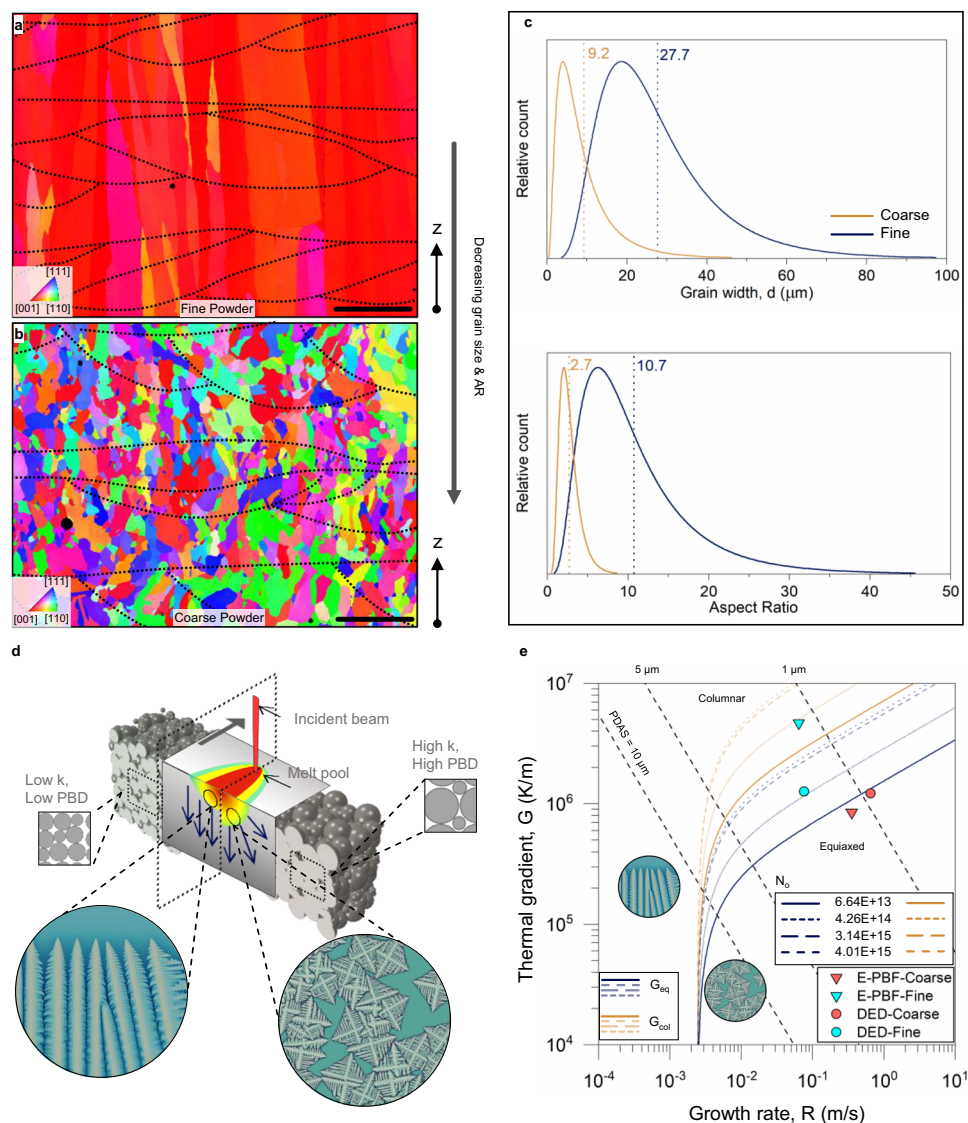 a
Z
[111]
[001] [110]
Fine Powder
b
Z
[111]
[001] [110]
Coarse Powder
Decreasing grain size & AR
c
9.2
27.7
Relative count
Coarse
Fine
0 20 40 60 80 100
Grain width, d (µm)
2.7
10.7
Relative count
0 10 20 30 40 50
Aspect Ratio
d
Incident beam
Melt pool
Low k,
Low PBD
High k,
High PBD
e
5 µm
1 µm
PDAS = 10 µm
Columnar
Equiaxed
Thermal gradient, G (K/m)
10⁷
10⁶
10⁵
10⁴
N₀
6.64E+13
4.26E+14
3.14E+15
4.01E+15
G_eq
G_col
E-PBF-Coarse
E-PBF-Fine
DED-Coarse
DED-Fine
10⁻⁴ 10⁻³ 10⁻² 10⁻¹ 10⁰ 10¹
Growth rate, R (m/s)